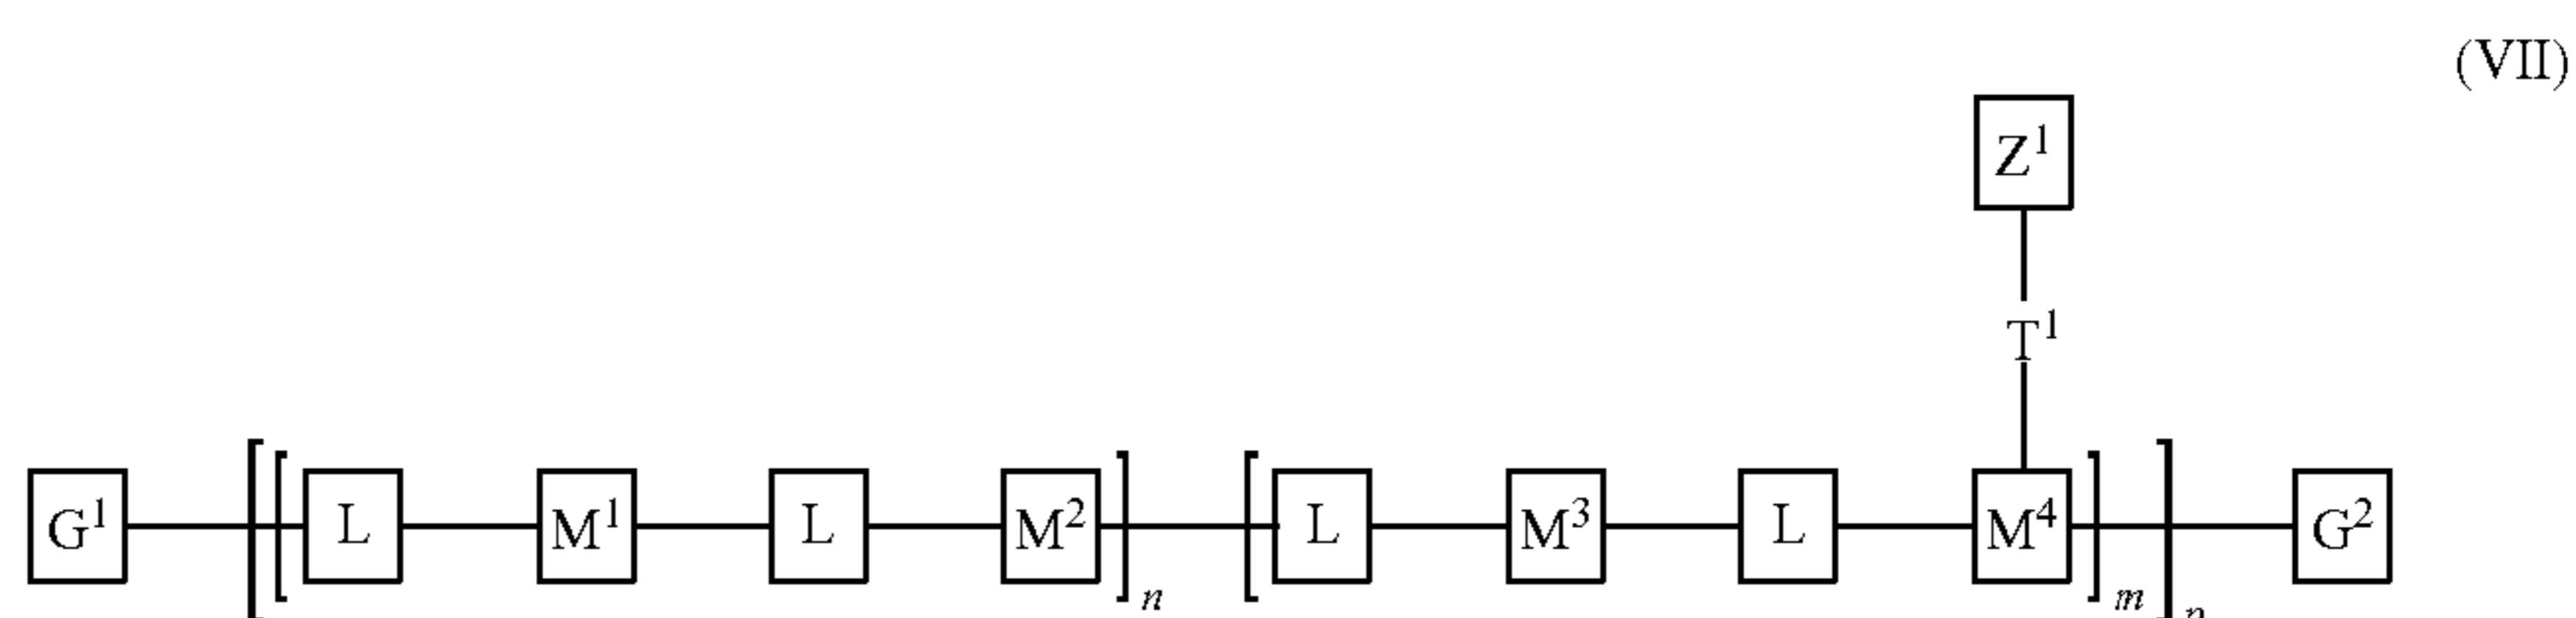 (VII)
Z¹
T¹
G¹ L M¹ L M² L M³ L M⁴ G²
n m